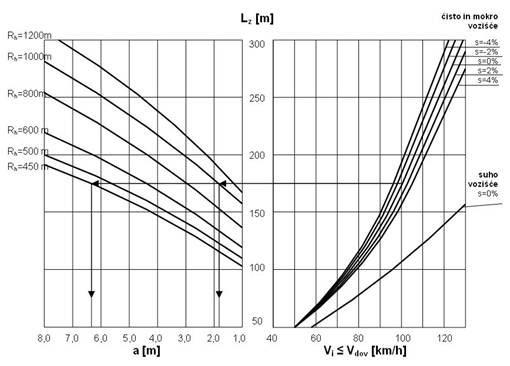 Lz [m]
čisto in mokro
vozišče
s=-4%
s=-2%
s=0%
s=2%
s=4%
suho
vozišče
s=0%
Rh=1200m
Rh=1000m
Rh=800m
Rh=600 m
Rh=500m
Rh=450 m
300
250
200
150
100
50
8,0 7,0 6,0 5,0 4,0 3,0 2,0 1,0
a [m]
40 60 80 100 120
Vi ≤ Vdov [km/h]